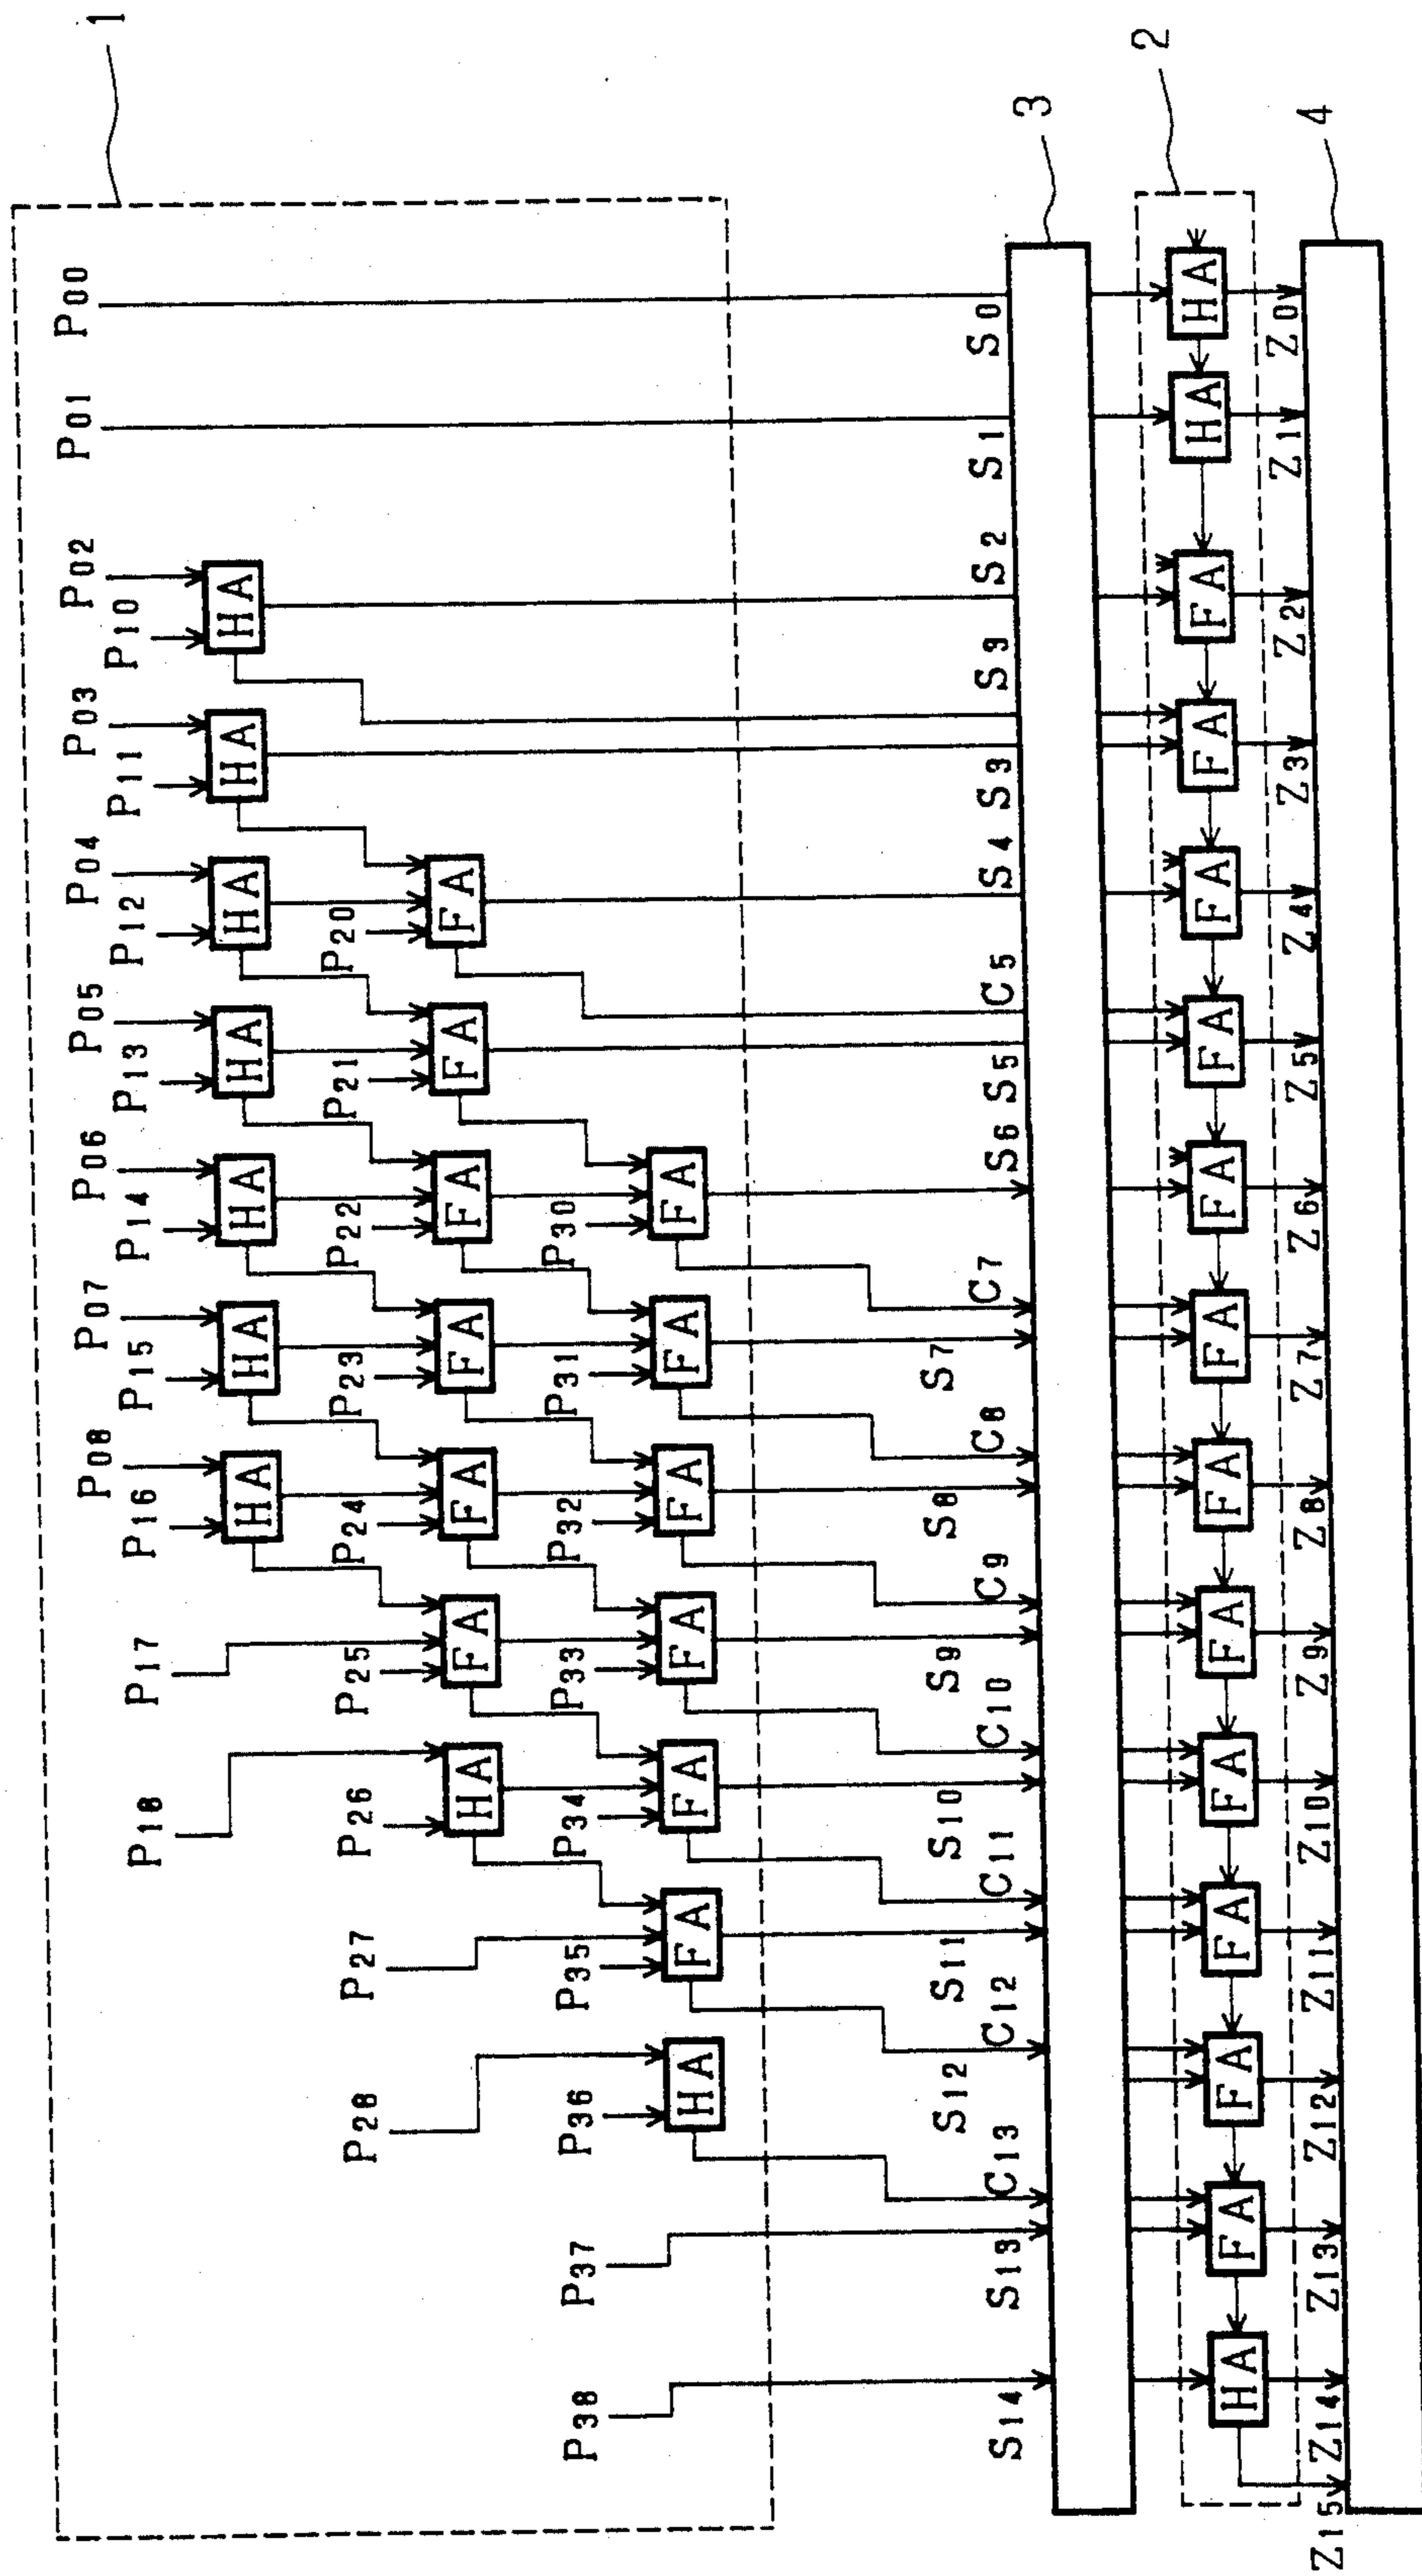 P08 P07 P06 P05 P04 P03 P02 P01 P00 1
P18 P17 P16 P15 P14 P13 P12 P11 P10
HA HA HA HA HA HA HA
P28 P27 P26 P25 P24 P23 P22 P21 P20
HA FA FA FA FA FA FA
P38 P37 P36 P35 P34 P33 P32 P31 P30
HA FA FA FA FA FA FA
S14 S13 C13 S12 C12 S11 C11 S10 C10 S9 C9 S8 C8 S7 C7 S6 S5 C5 S4 S3 S3 S2 S1 S0 3
HA FA FA FA FA FA FA FA FA FA FA FA FA HA HA 2
Z15 Z14 Z13 Z12 Z11 Z10 Z9 Z8 Z7 Z6 Z5 Z4 Z3 Z2 Z1 Z0 4